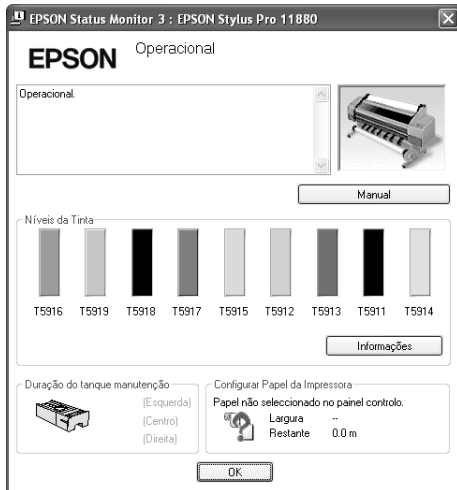 EPSON Status Monitor 3 : EPSON Stylus Pro 11880
EPSON
Operacional
Operacional.
Manual
Níveis da Tinta
T5916 T5919 T5918 T5917 T5915 T5912 T5913 T5911 T5914
Informações
Duração do tanque manutenção
(Esquerda)
(Centro)
(Direita)
Configurar Papel da Impressora
Papel não seleccionado no painel controlo.
Largura --
Restante 0.0 m
OK